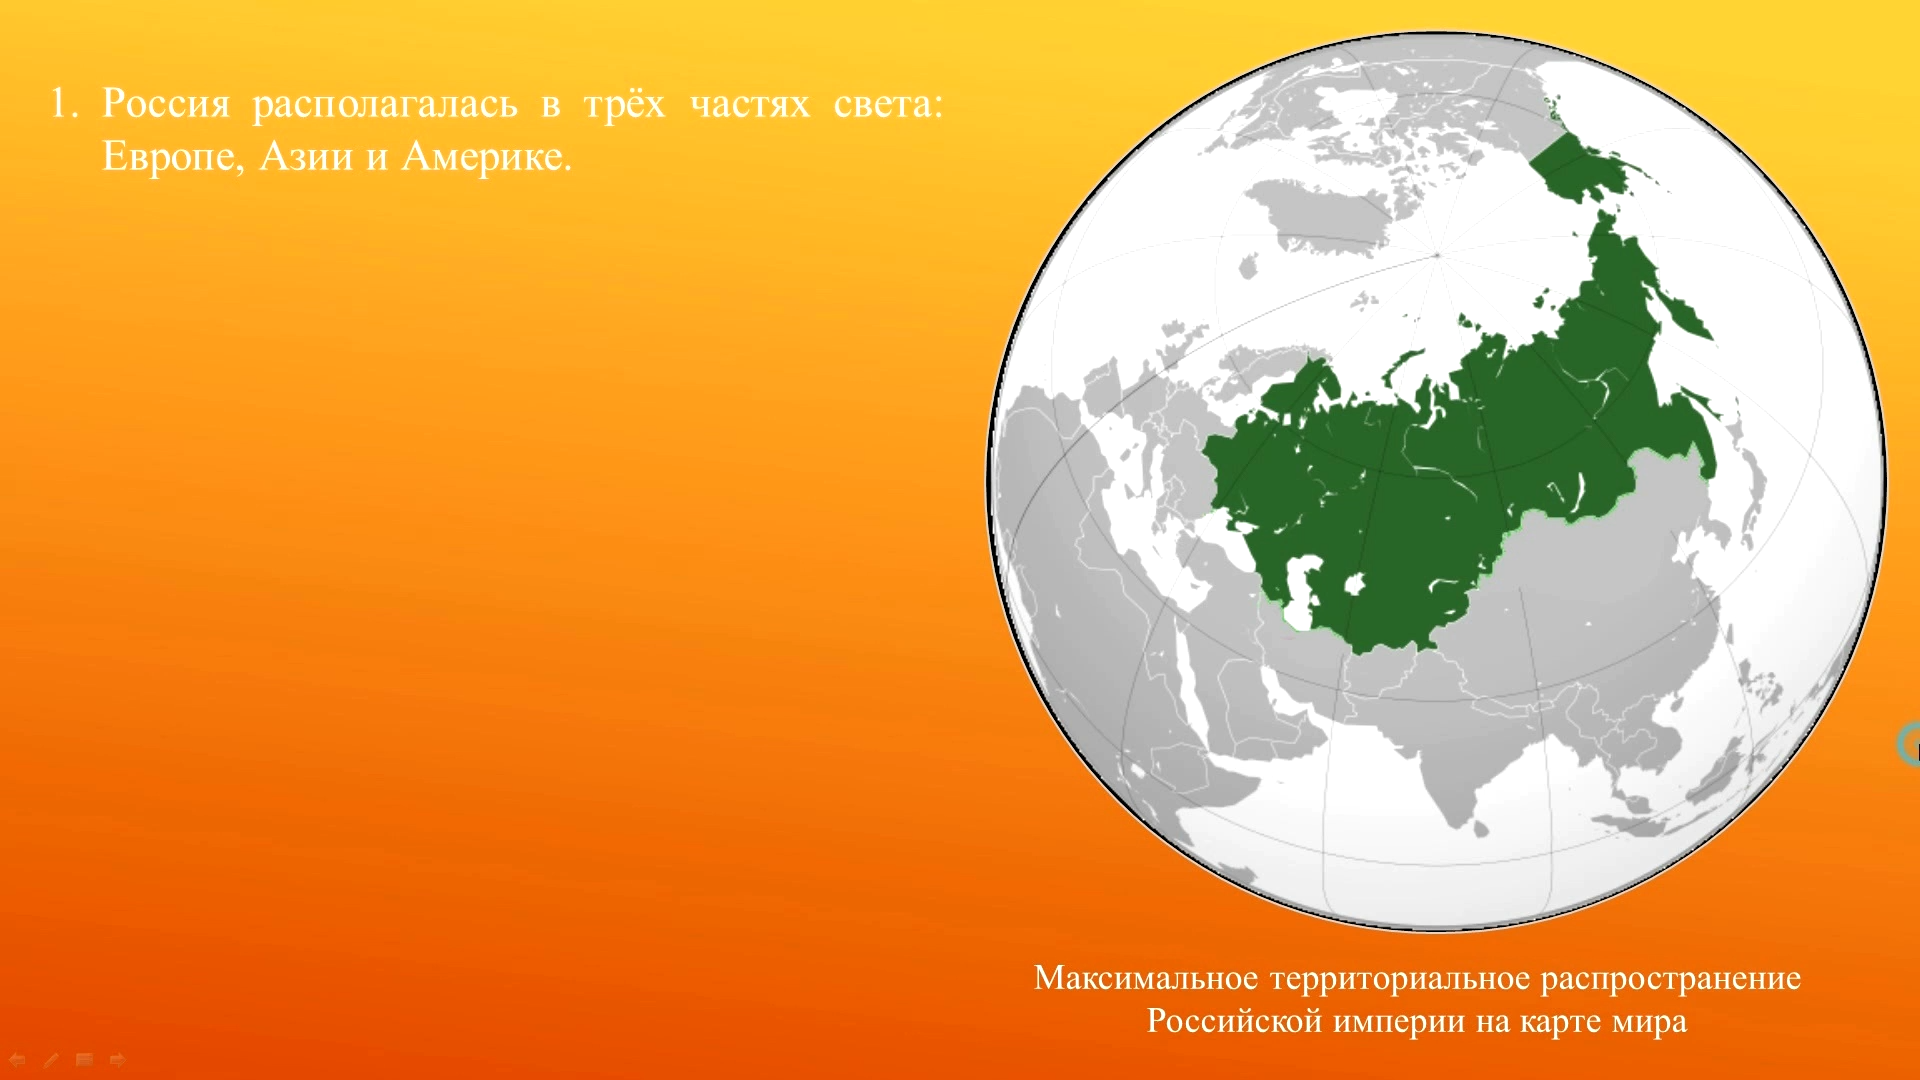 1. Россия располагалась в трёх частях света:
Европе, Азии и Америке.
Максимальное территориальное распространение
Российской империи на карте мира